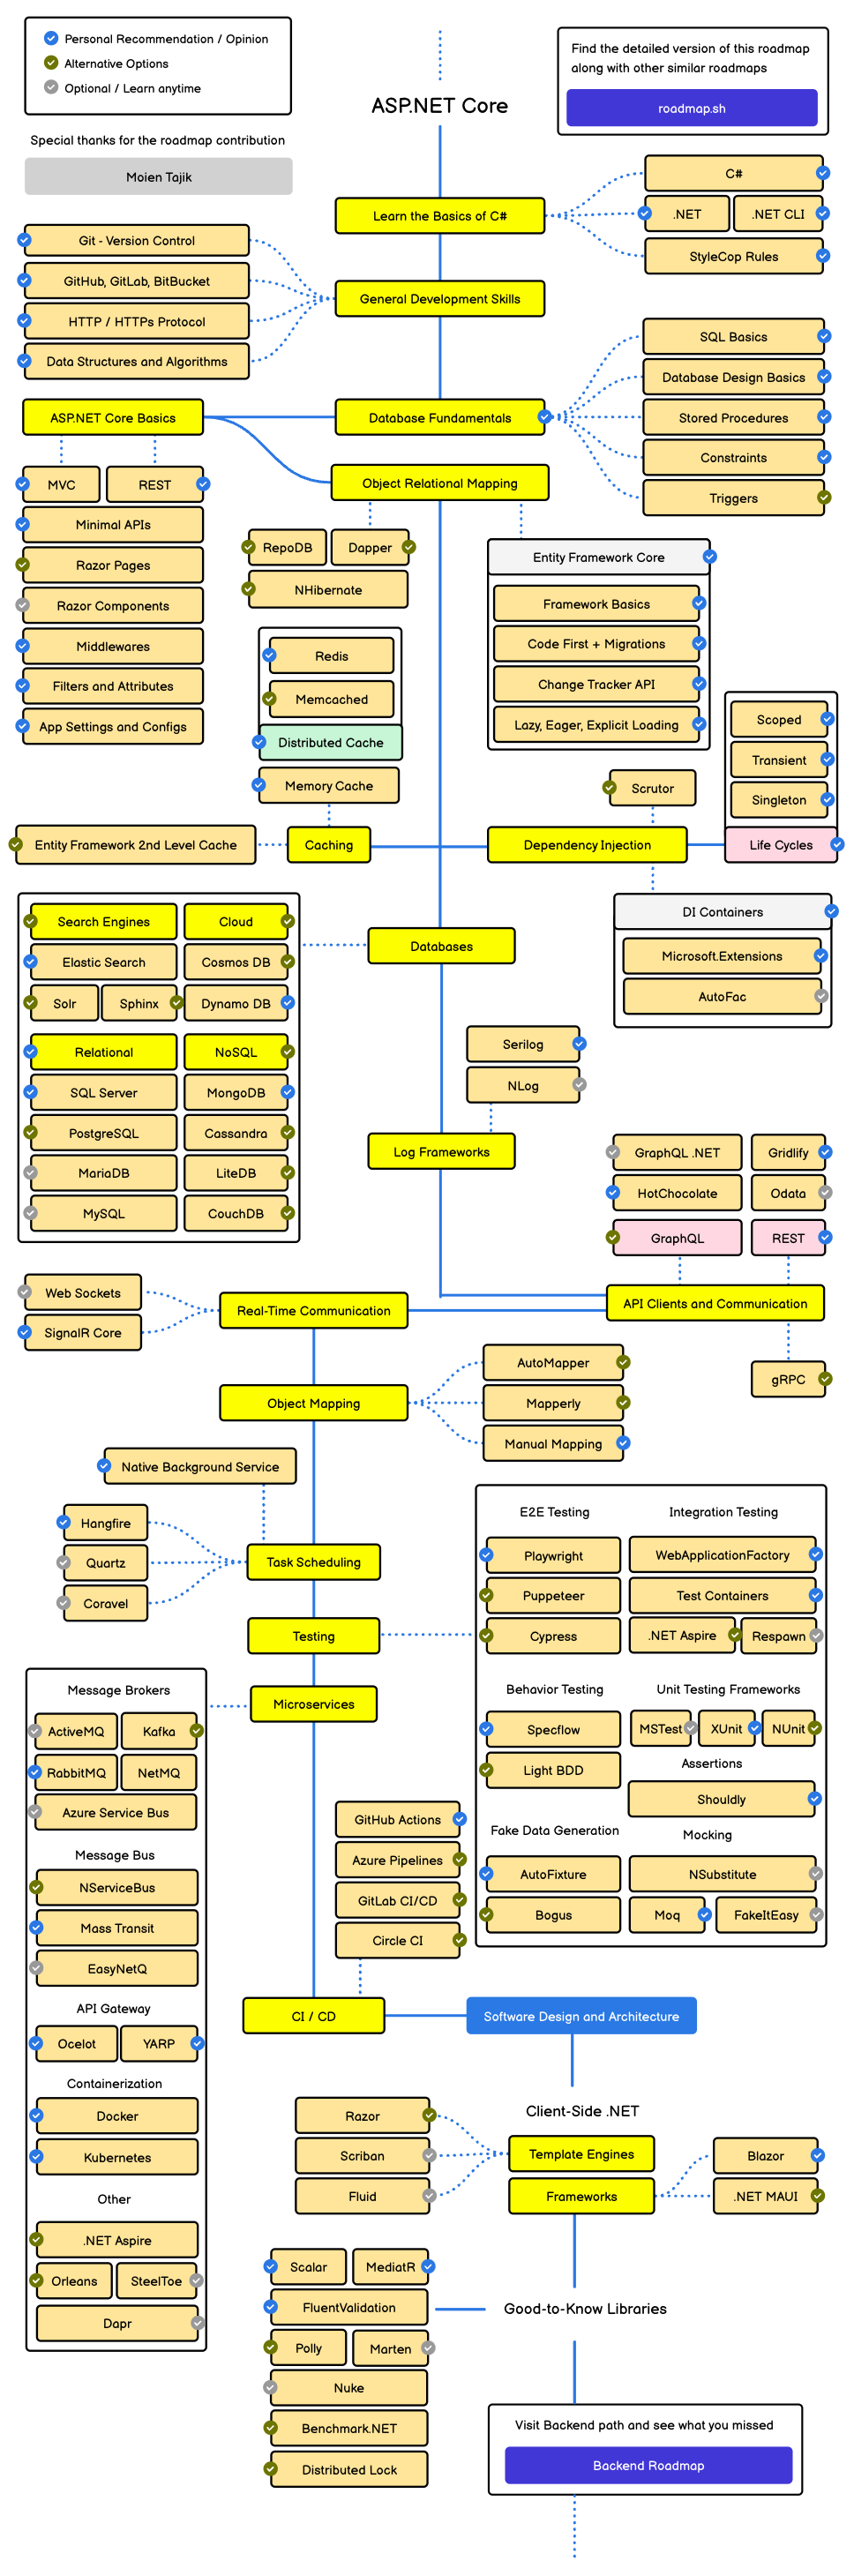 Personal Recommendation / Opinion
Alternative Options
Optional / Learn anytime
Find the detailed version of this roadmap
along with other similar roadmaps
roadmap.sh
ASP.NET Core
Special thanks for the roadmap contribution
Moien Tajik
Learn the Basics of C#
C#
.NET
.NET CLI
StyleCop Rules
Git - Version Control
GitHub, GitLab, BitBucket
HTTP / HTTPs Protocol
Data Structures and Algorithms
General Development Skills
SQL Basics
Database Design Basics
Stored Procedures
Constraints
Triggers
ASP.NET Core Basics
Database Fundamentals
MVC
REST
Minimal APIs
Razor Pages
Razor Components
Middlewares
Filters and Attributes
App Settings and Configs
Object Relational Mapping
RepoDB
Dapper
NHibernate
Entity Framework Core
Framework Basics
Code First + Migrations
Change Tracker API
Lazy, Eager, Explicit Loading
Redis
Memcached
Distributed Cache
Memory Cache
Scoped
Transient
Singleton
Life Cycles
Scrutor
Entity Framework 2nd Level Cache
Caching
Dependency Injection
DI Containers
Microsoft.Extensions
AutoFac
Search Engines
Cloud
Elastic Search
Cosmos DB
Solr
Sphinx
Dynamo DB
Relational
NoSQL
SQL Server
MongoDB
PostgreSQL
Cassandra
MariaDB
LiteDB
MySQL
CouchDB
Databases
Serilog
NLog
Log Frameworks
GraphQL .NET
Gridlify
HotChocolate
Odata
GraphQL
REST
API Clients and Communication
gRPC
Web Sockets
SignalR Core
Real-Time Communication
Object Mapping
AutoMapper
Mapperly
Manual Mapping
Native Background Service
Hangfire
Quartz
Coravel
Task Scheduling
Testing
Microservices
E2E Testing
Integration Testing
Playwright
WebApplicationFactory
Puppeteer
Test Containers
Cypress
.NET Aspire
Respawn
Behavior Testing
Unit Testing Frameworks
Specflow
MSTest
XUnit
NUnit
Light BDD
Assertions
Shouldly
Fake Data Generation
Mocking
AutoFixture
NSubstitute
Bogus
Moq
FakeItEasy
Message Brokers
ActiveMQ
Kafka
RabbitMQ
NetMQ
Azure Service Bus
Message Bus
NServiceBus
Mass Transit
EasyNetQ
API Gateway
Ocelot
YARP
Containerization
Docker
Kubernetes
Other
.NET Aspire
Orleans
SteelToe
Dapr
GitHub Actions
Azure Pipelines
GitLab CI/CD
Circle CI
CI / CD
Software Design and Architecture
Client-Side .NET
Razor
Scriban
Fluid
Template Engines
Frameworks
Blazor
.NET MAUI
Scalar
MediatR
FluentValidation
Polly
Marten
Nuke
Benchmark.NET
Distributed Lock
Good-to-Know Libraries
Visit Backend path and see what you missed
Backend Roadmap